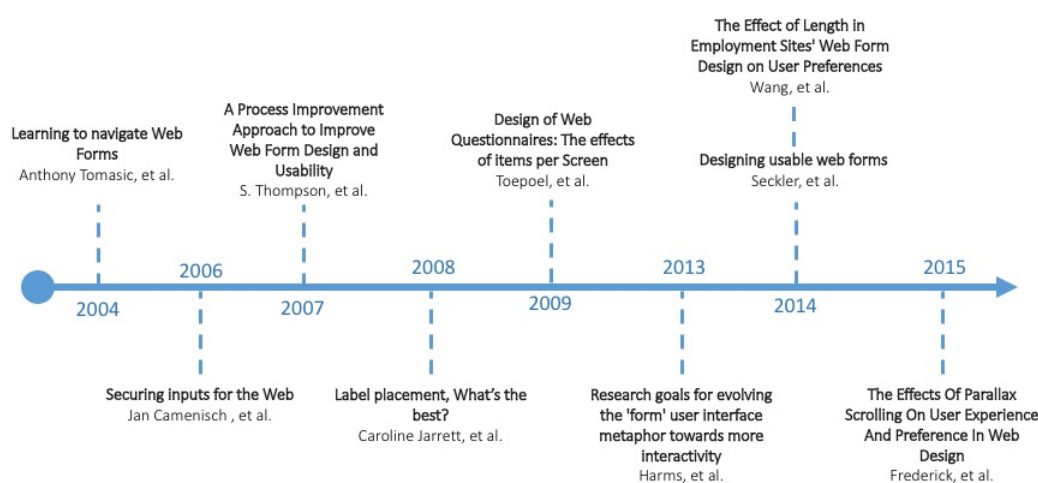 The Effect of Length in
Employment Sites' Web Form
Design on User Preferences
Wang, et al.
A Process Improvement
Approach to Improve
Web Form Design and
Usability
S. Thompson, et al.
Learning to navigate Web
Forms
Anthony Tomasic, et al.
Design of Web
Questionnaires: The effects
of items per Screen
Toepoel, et al.
Designing usable web forms
Seckler, et al.
2006
2008
2013
2015
2004
2007
2009
2014
Securing inputs for the Web
Jan Camenisch , et al.
Label placement, What's the
best?
Caroline Jarrett, et al.
Research goals for evolving
the 'form' user interface
metaphor towards more
interactivity
Harms, et al.
The Effects Of Parallax
Scrolling On User Experience
And Preference In Web
Design
Frederick, et al.